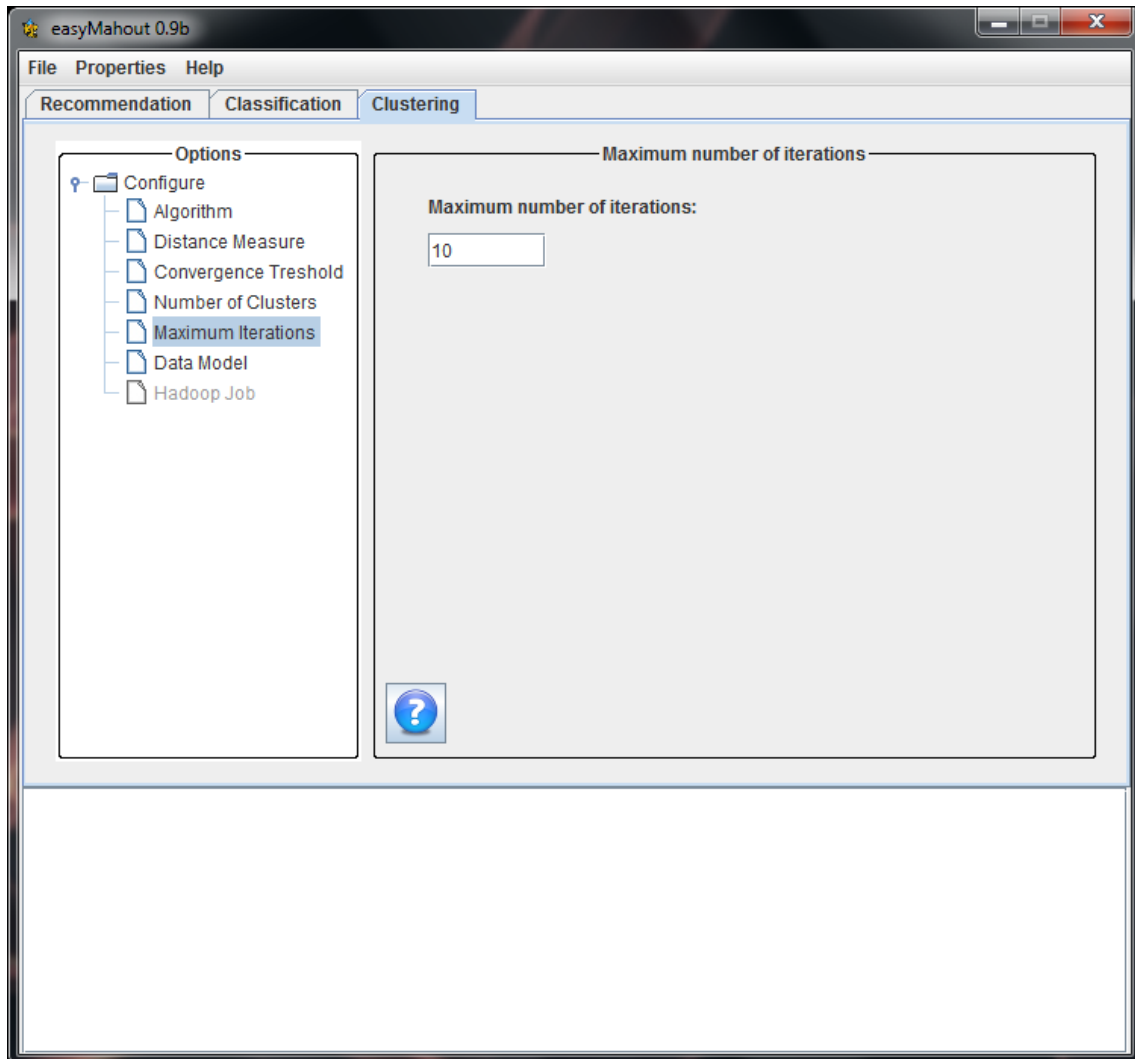 easyMahout 0.9b
File Properties Help
Recommendation Classification Clustering
Options
Configure
Algorithm
Distance Measure
Convergence Treshold
Number of Clusters
Maximum Iterations
Data Model
Hadoop Job
Maximum number of iterations
Maximum number of iterations:
10
?